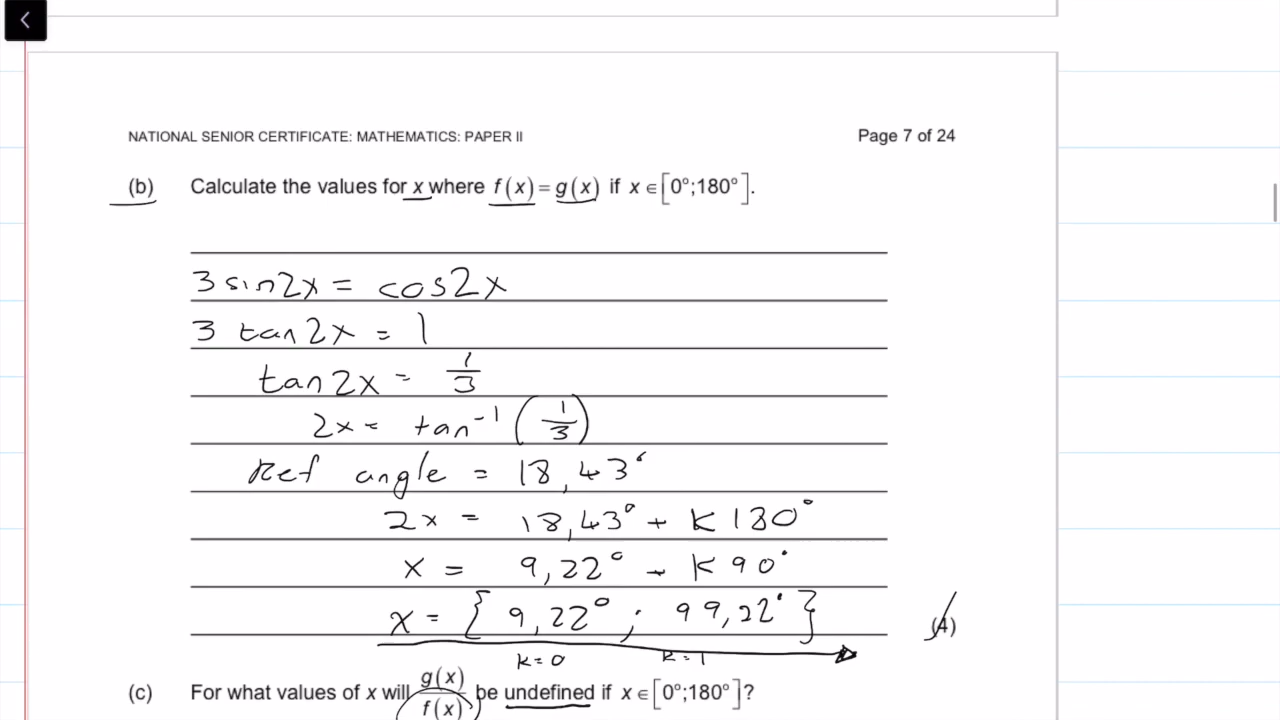 NATIONAL SENIOR CERTIFICATE: MATHEMATICS: PAPER II Page 7 of 24
(b) Calculate the values for x where f(x) = g(x) if x ∈ [0°;180°].
3 sin2x = cos2x
3 tan2x = 1
tan2x = 1/3
2x = tan⁻¹(1/3)
Ref angle = 18,43°
2x = 18,43° + K180°
x = 9,22° + K90°
x = { 9,22° ; 99,22° }
(4)
k=0 k=1
(c) For what values of x will g(x)/f(x) be undefined if x ∈ [0°;180°]?